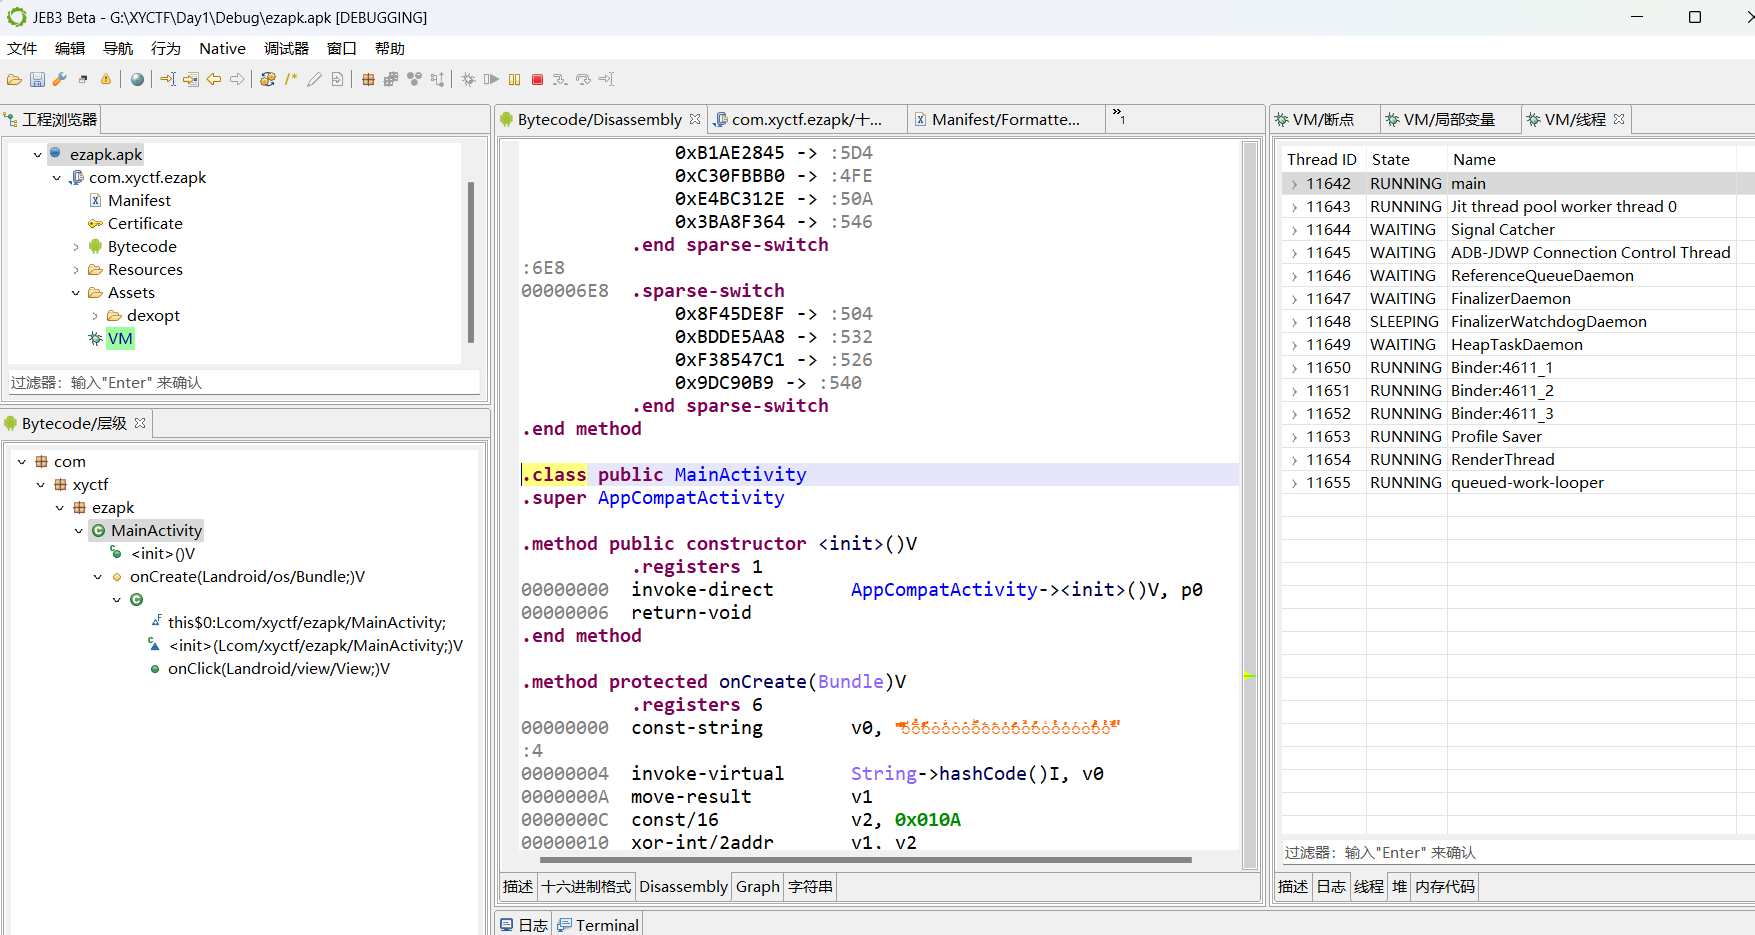 JEB3 Beta - G:\XYCTF\Day1\Debug\ezapk.apk [DEBUGGING]
文件 编辑 导航 行为 Native 调试器 窗口 帮助
工程浏览器
ezapk.apk
com.xyctf.ezapk
Manifest
Certificate
Bytecode
Resources
Assets
dexopt
VM
过滤器：输入"Enter" 来确认
Bytecode/层级
com
xyctf
ezapk
MainActivity
<init>()V
onCreate(Landroid/os/Bundle;)V
this$0:Lcom/xyctf/ezapk/MainActivity;
<init>(Lcom/xyctf/ezapk/MainActivity;)V
onClick(Landroid/view/View;)V
Bytecode/Disassembly com.xyctf.ezapk/十... Manifest/Formatte... 1
0xB1AE2845 -> :5D4
0xC30FBBB0 -> :4FE
0xE4BC312E -> :50A
0x3BA8F364 -> :546
.end sparse-switch
:6E8
000006E8 .sparse-switch
0x8F45DE8F -> :504
0xBDDE5AA8 -> :532
0xF38547C1 -> :526
0x9DC90B9 -> :540
.end sparse-switch
.end method
.class public MainActivity
.super AppCompatActivity
.method public constructor <init>()V
.registers 1
00000000 invoke-direct AppCompatActivity-><init>()V, p0
00000006 return-void
.end method
.method protected onCreate(Bundle)V
.registers 6
00000000 const-string v0,
:4
00000004 invoke-virtual String->hashCode()I, v0
0000000A move-result v1
0000000C const/16 v2, 0x010A
00000010 xor-int/2addr v1, v2
描述 十六进制格式 Disassembly Graph 字符串
日志 Terminal
VM/断点 VM/局部变量 VM/线程
Thread ID State Name
11642 RUNNING main
11643 RUNNING Jit thread pool worker thread 0
11644 WAITING Signal Catcher
11645 WAITING ADB-JDWP Connection Control Thread
11646 WAITING ReferenceQueueDaemon
11647 WAITING FinalizerDaemon
11648 SLEEPING FinalizerWatchdogDaemon
11649 WAITING HeapTaskDaemon
11650 RUNNING Binder:4611_1
11651 RUNNING Binder:4611_2
11652 RUNNING Binder:4611_3
11653 RUNNING Profile Saver
11654 RUNNING RenderThread
11655 RUNNING queued-work-looper
过滤器：输入"Enter" 来确认
描述 日志 线程 堆 内存代码